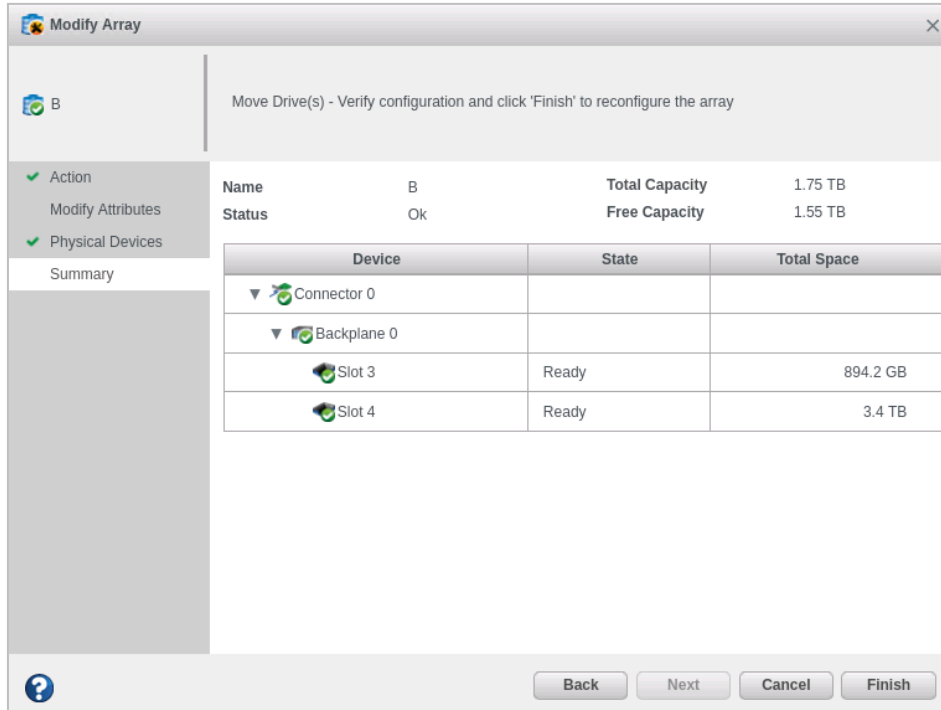 Modify Array
B
Move Drive(s) - Verify configuration and click 'Finish' to reconfigure the array
Action
Modify Attributes
Physical Devices
Summary
Name B Total Capacity 1.75 TB
Status Ok Free Capacity 1.55 TB
Device State Total Space
Connector 0
Backplane 0
Slot 3 Ready 894.2 GB
Slot 4 Ready 3.4 TB
? Back Next Cancel Finish